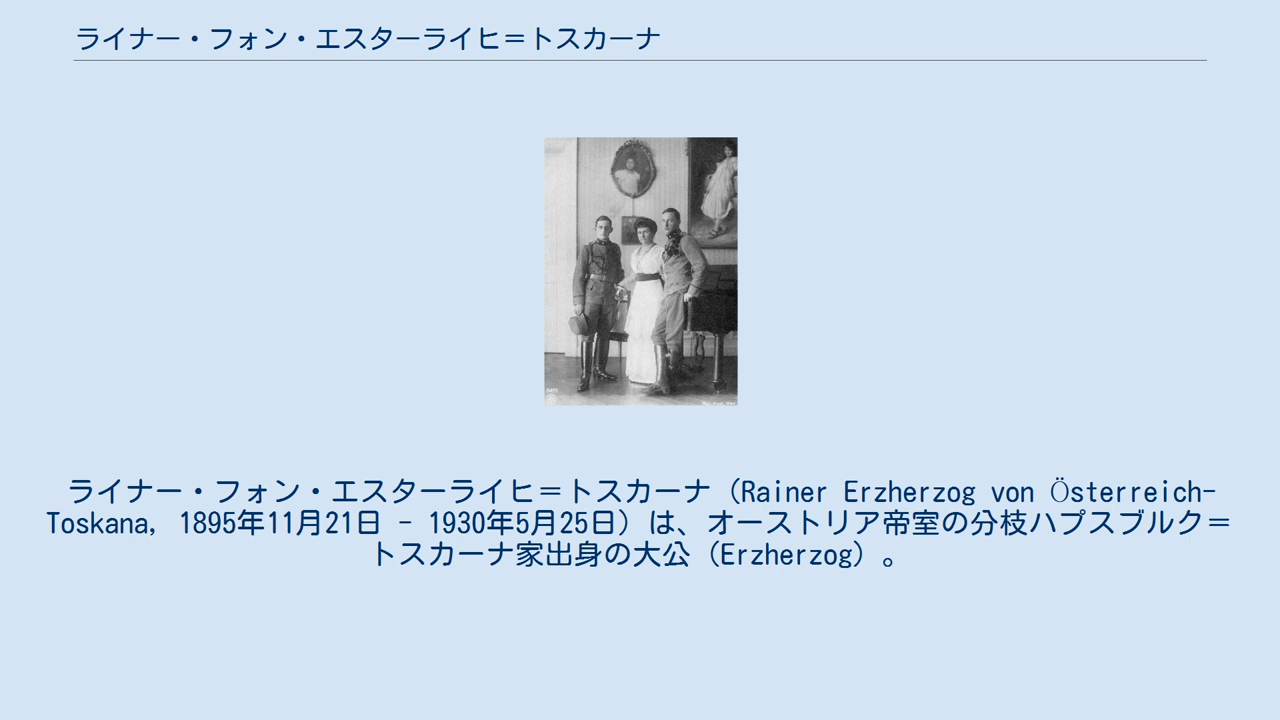 ライナー・フォン・エスターライヒ＝トスカーナ
ライナー・フォン・エスターライヒ＝トスカーナ（Rainer Erzherzog von Österreich-
Toskana, 1895年11月21日 - 1930年5月25日）は、オーストリア帝室の分枝ハプスブルク＝
トスカーナ家出身の大公（Erzherzog）。